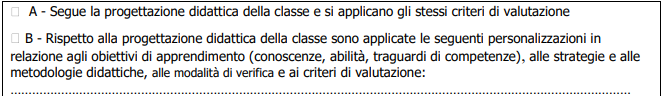 □ A - Segue la progettazione didattica della classe e si applicano gli stessi criteri di valutazione
□ B - Rispetto alla progettazione didattica della classe sono applicate le seguenti personalizzazioni in
relazione agli obiettivi di apprendimento (conoscenze, abilità, traguardi di competenze), alle strategie e alle
metodologie didattiche, alle modalità di verifica e ai criteri di valutazione:
................................................................................................................................................................